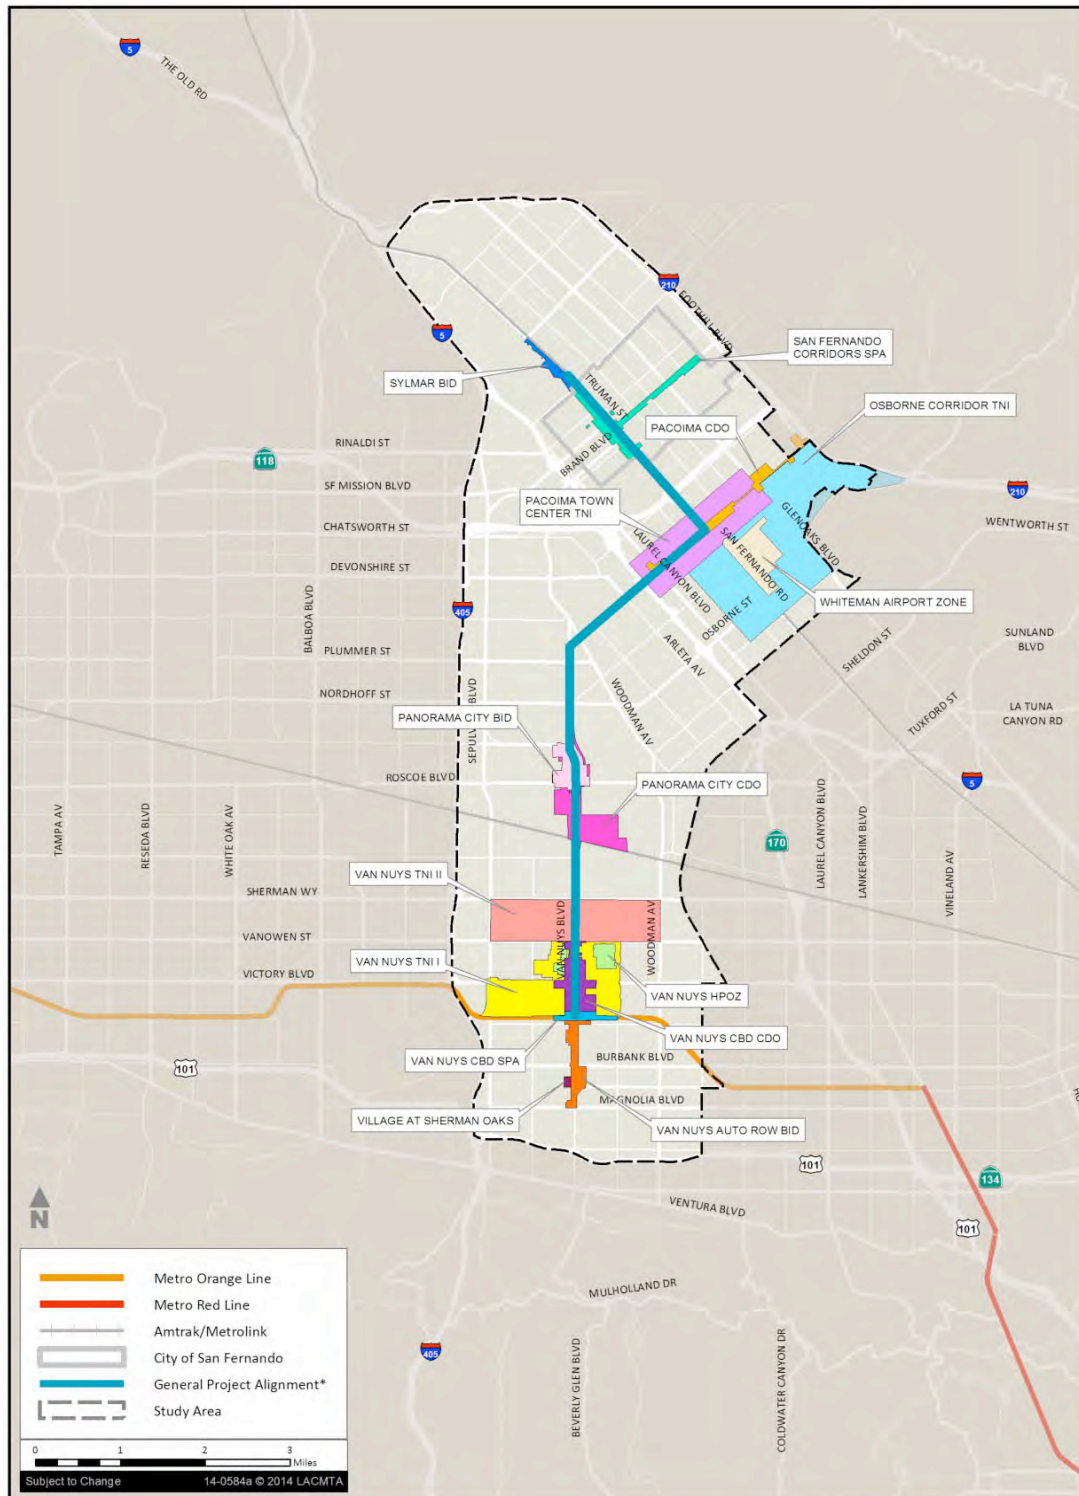 5
THE OLD RD
210
FOOTHILL BLVD
5
SAN FERNANDO
CORRIDORS SPA
SYLMAR BID
TRUMAN ST
OSBORNE CORRIDOR TNI
PACOIMA CDO
RINALDI ST
BRAND BLVD
118
SF MISSION BLVD
210
PACOIMA TOWN
CENTER TNI
GLENOAKS BLVD
WENTWORTH ST
CHATSWORTH ST
LAUREL CANYON BLVD
SAN FERNANDO RD
DEVONSHIRE ST
WHITEMAN AIRPORT ZONE
BALBOA BLVD
405
OSBORNE ST
SUNLAND
BLVD
PLUMMER ST
ARLETA AV
SHELDON ST
NORDHOFF ST
WOODMAN AV
TUXFORD ST
LA TUNA
CANYON RD
PANORAMA CITY BID
SEPULV
BLVD
ROSCOE BLVD
PANORAMA CITY CDO
5
TAMPA AV
RESEDA BLVD
WHITE OAK AV
170
LAUREL CANYON BLVD
LANKERSHIM BLVD
VINELAND AV
VAN NUYS TNI II
SHERMAN WY
VAN NUYS BLVD
WOODMAN AV
VANOWEN ST
VAN NUYS TNI I
VICTORY BLVD
VAN NUYS HPOZ
VAN NUYS CBD CDO
VAN NUYS CBD SPA
BURBANK BLVD
101
MAGNOLIA BLVD
VILLAGE AT SHERMAN OAKS
VAN NUYS AUTO ROW BID
101
134
VENTURA BLVD
101
N
MULHOLLAND DR
405
BEVERLY GLEN BLVD
COLDWATER CANYON DR
Metro Orange Line
Metro Red Line
Amtrak/Metrolink
City of San Fernando
General Project Alignment*
Study Area
0 1 2 3
Miles
Subject to Change 14-0584a © 2014 LACMTA